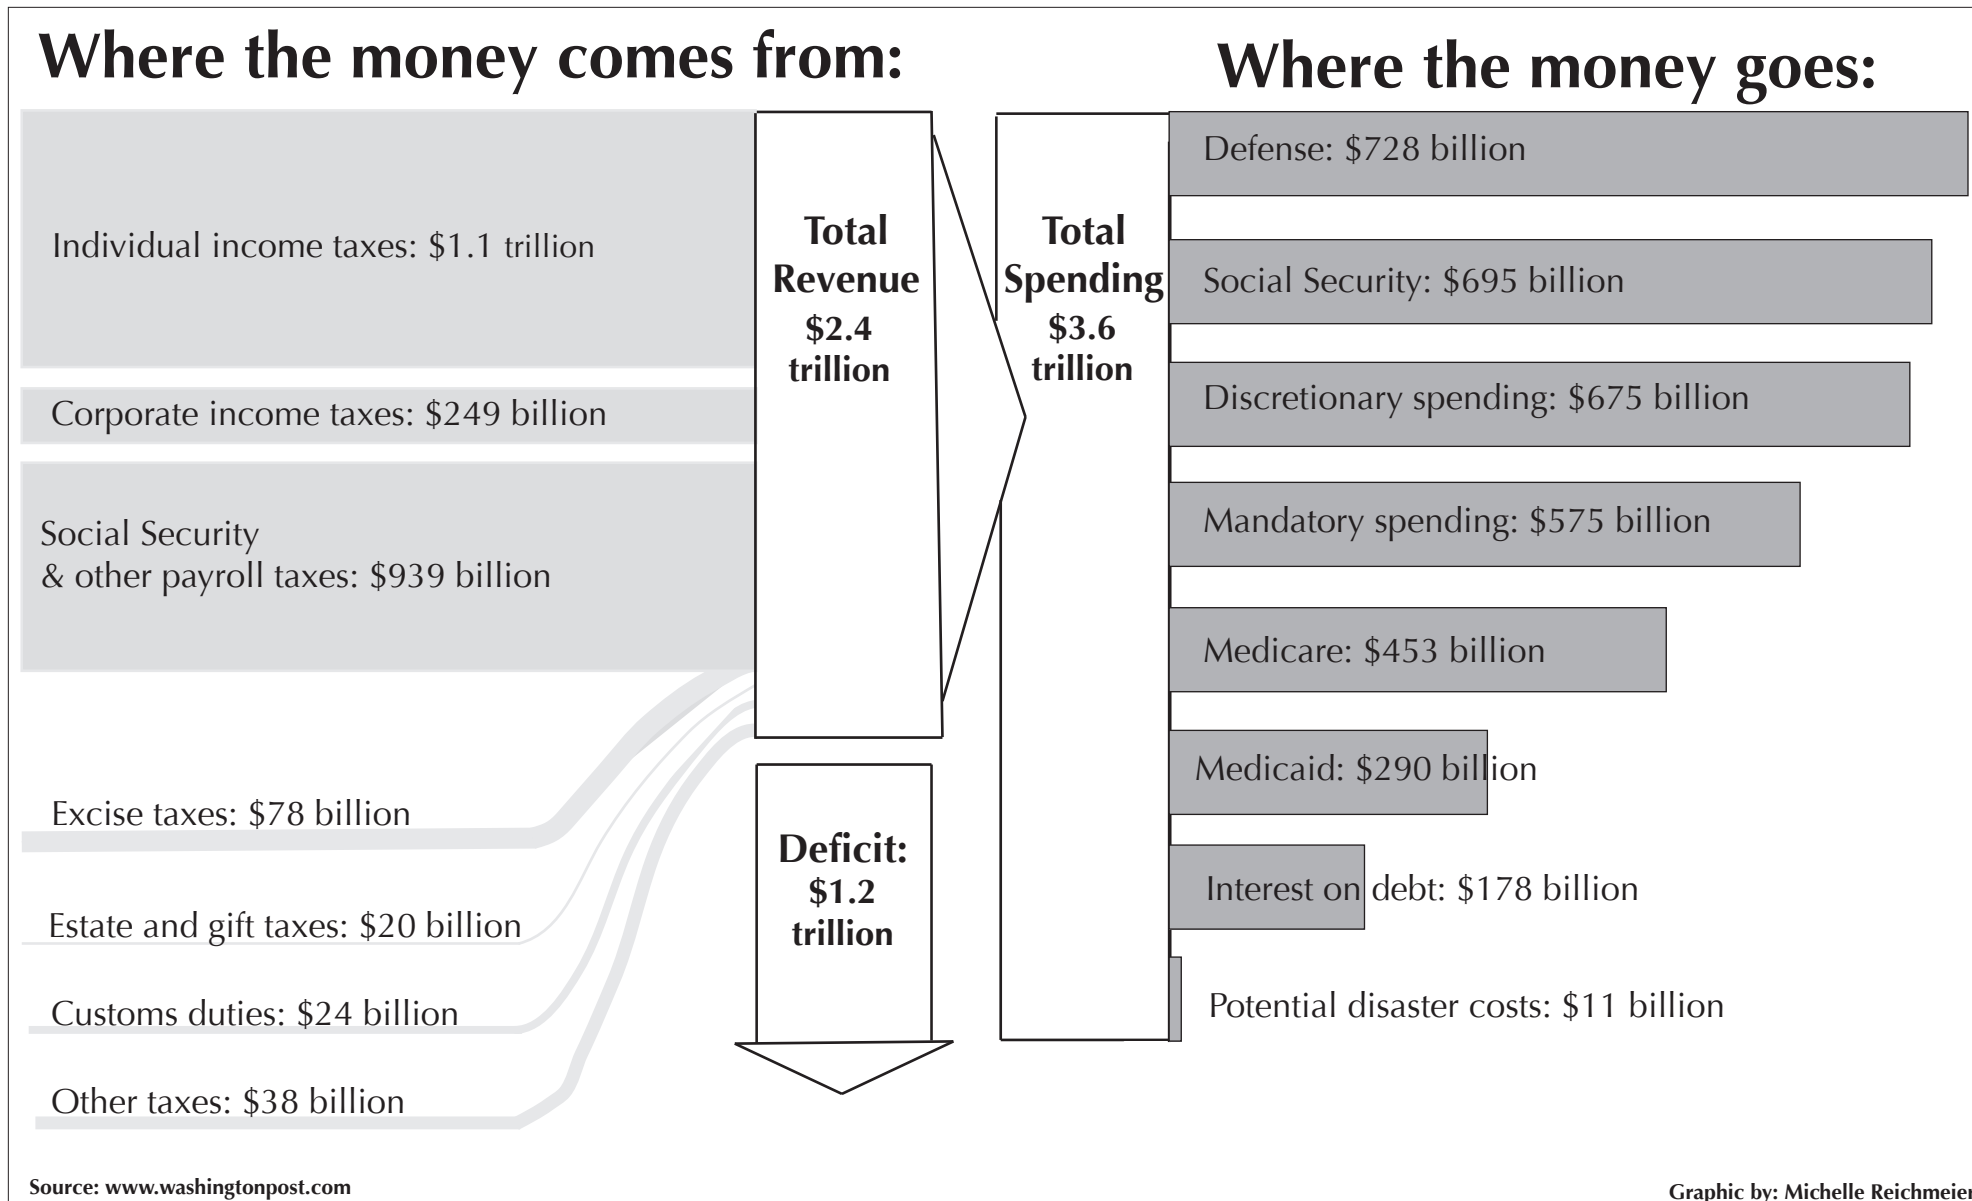 Where the money comes from:
Individual income taxes: $1.1 trillion
Corporate income taxes: $249 billion
Social Security
& other payroll taxes: $939 billion
Excise taxes: $78 billion
Estate and gift taxes: $20 billion
Customs duties: $24 billion
Other taxes: $38 billion
Total
Revenue
$2.4
trillion
Deficit:
$1.2
trillion
Total
Spending
$3.6
trillion
Where the money goes:
Defense: $728 billion
Social Security: $695 billion
Discretionary spending: $675 billion
Mandatory spending: $575 billion
Medicare: $453 billion
Medicaid: $290 billion
Interest on debt: $178 billion
Potential disaster costs: $11 billion
Source: www.washingtonpost.com
Graphic by: Michelle Reichmeier